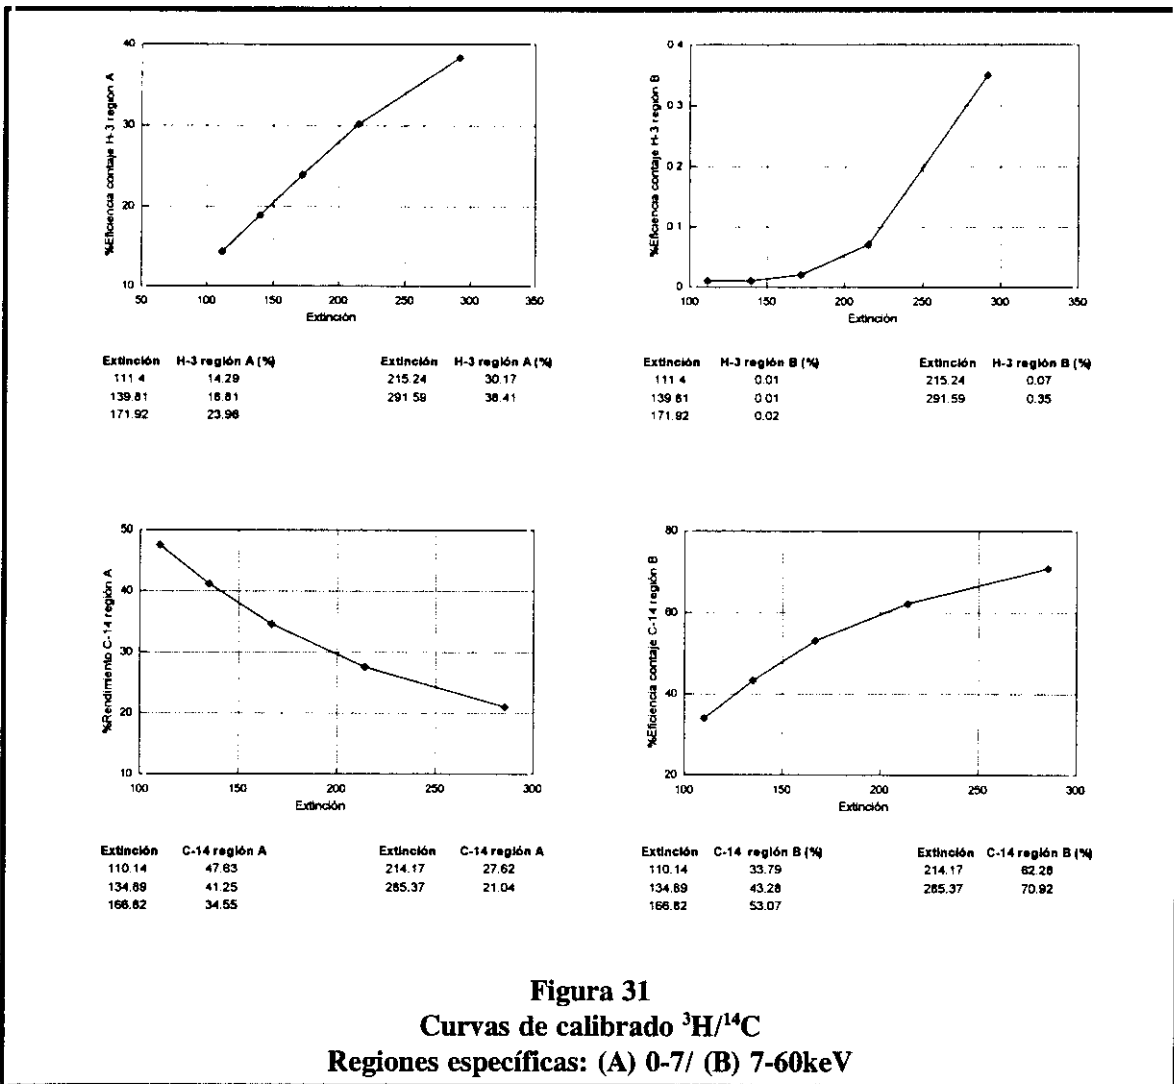 %Eficiencia contaje H-3 región A
40
30
20
10
50 100 150 200 250 300 350
Extinción
Extinción H-3 región A (%) Extinción H-3 región A (%)
111.4 14.29 215.24 30.17
139.81 18.81 291.59 38.41
171.92 23.98
%Eficiencia contaje H-3 región B
0.4
0.3
0.2
0.1
0
100 150 200 250 300 350
Extinción
Extinción H-3 región B (%) Extinción H-3 región B (%)
111.4 0.01 215.24 0.07
139.81 0.01 291.59 0.35
171.92 0.02
%Rendimiento C-14 región A
50
40
30
20
10
100 150 200 250 300
Extinción
Extinción C-14 región A Extinción C-14 región A
110.14 47.63 214.17 27.62
134.89 41.25 285.37 21.04
166.82 34.55
%Eficiencia contaje C-14 región B
80
60
40
20
100 150 200 250 300
Extinción
Extinción C-14 región B (%) Extinción C-14 región B (%)
110.14 33.79 214.17 62.28
134.89 43.28 285.37 70.92
166.82 53.07
Figura 31
Curvas de calibrado ³H/¹⁴C
Regiones específicas: (A) 0-7/ (B) 7-60keV